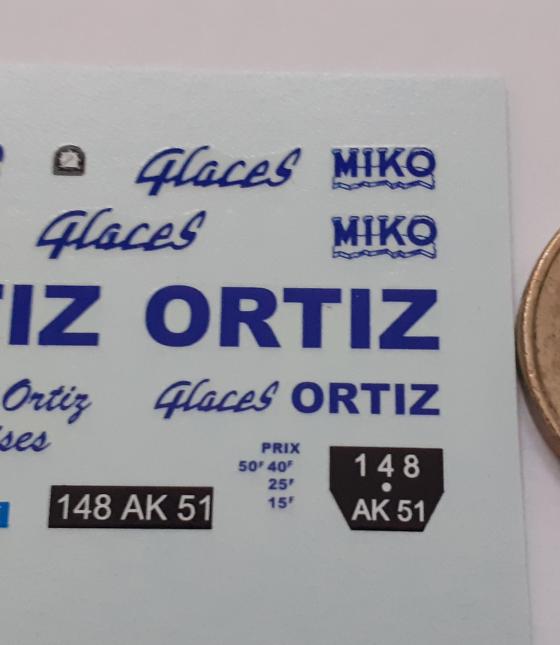 Glaces MIKO
Glaces MIKO
IZ ORTIZ
Ortiz Glaces ORTIZ
ses
PRIX
50F 40F
25F
15F
148 AK 51
148
AK 51